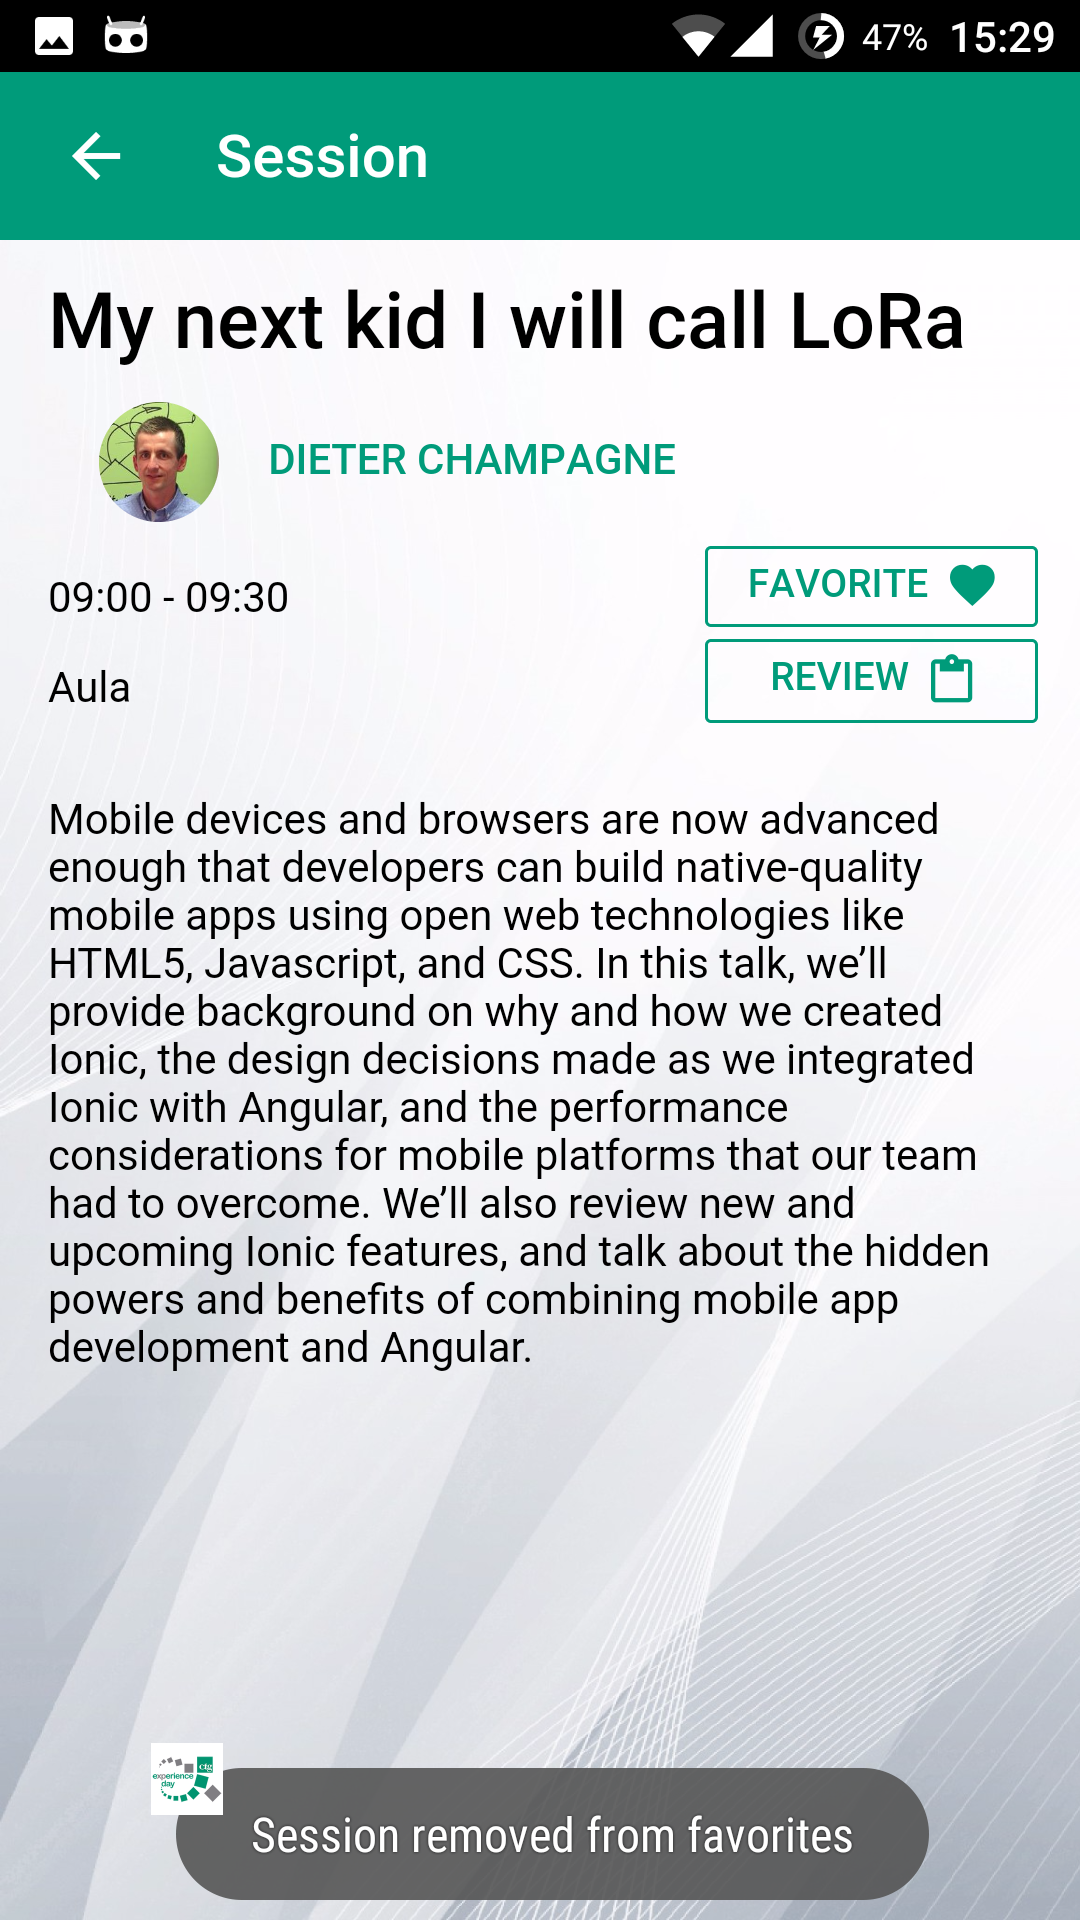 47% 15:29
Session
My next kid I will call LoRa
DIETER CHAMPAGNE
09:00 - 09:30
FAVORITE
Aula
REVIEW
Mobile devices and browsers are now advanced
enough that developers can build native-quality
mobile apps using open web technologies like
HTML5, Javascript, and CSS. In this talk, we’ll
provide background on why and how we created
Ionic, the design decisions made as we integrated
Ionic with Angular, and the performance
considerations for mobile platforms that our team
had to overcome. We’ll also review new and
upcoming Ionic features, and talk about the hidden
powers and benefits of combining mobile app
development and Angular.
ctg
experience
day
Session removed from favorites